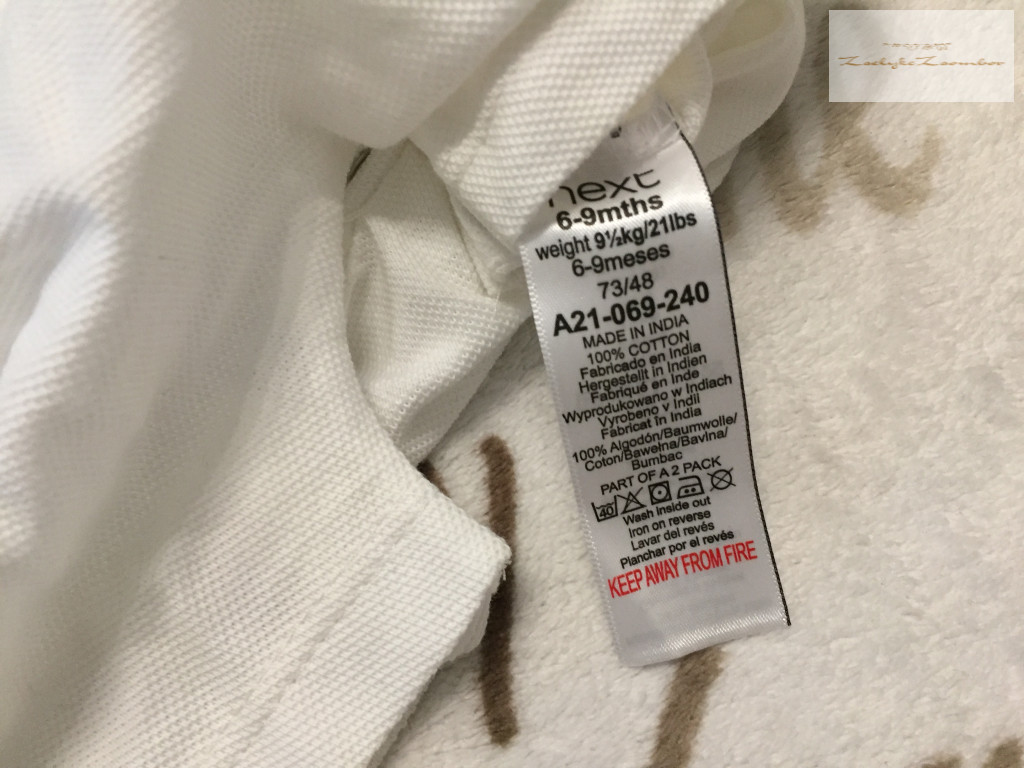 next
6-9mths
weight 9½kg/21lbs
6-9meses
73/48
A21-069-240
MADE IN INDIA
100% COTTON
Fabricado en India
Hergestellt in Indien
Fabriqué en Inde
Wyprodukowano w Indiach
Vyrobeno v Indii
Fabricat în India
100% Algodón/Baumwolle/
Coton/Bawełna/Bavlna/
Bumbac
PART OF A 2 PACK
40
Wash inside out
Iron on reverse
Lavar del revés
Planchar por el revés
KEEP AWAY FROM FIRE